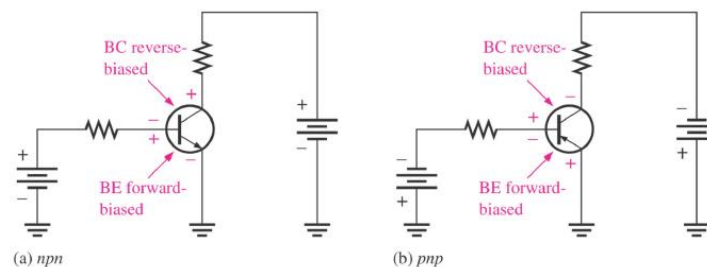 BC reverse-
biased
+
−
+
−
BE forward-
biased
+
−
+
−
(a) npn
BC reverse-
biased
−
+
−
+
BE forward-
biased
−
+
−
+
(b) pnp